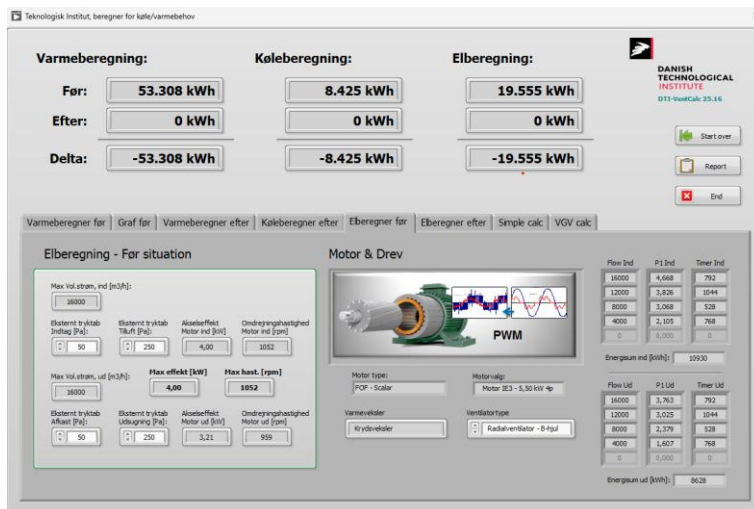 Teknologisk Institut, beregner for køle/varmebehov
Varmeberegning:
Køleberegning:
Elberegning:
Før:
53.308 kWh
8.425 kWh
19.555 kWh
Efter:
0 kWh
0 kWh
0 kWh
Delta:
-53.308 kWh
-8.425 kWh
-19.555 kWh
DANISH
TECHNOLOGICAL
INSTITUTE
DTI-VentCalc 25.16
Start over
Report
End
Varmeberegner før
Graf før
Varmeberegner efter
Køleberegner efter
Elberegner før
Elberegner efter
Simple calc
VGV calc
Elberegning - Før situation
Max Vol.strøm, ind [m3/h]:
16000
Eksternt tryktab Indtag [Pa]:
50
Eksternt tryktab Tilluft [Pa]:
250
Akseleffekt Motor ind [kW]
4,00
Omdrejningshastighed Motor ind [rpm]
1052
Max Vol.strøm, ud [m3/h]:
16000
Max effekt [kW]
4,00
Max hast. [rpm]
1052
Eksternt tryktab Afkast [Pa]:
50
Eksternt tryktab Udsugning [Pa]:
250
Akseleffekt Motor ud [kW]
3,21
Omdrejningshastighed Motor ud [rpm]
959
Motor & Drev
PWM
Motor type:
FOF - Scalar
Motorvalg:
Motor IE3 - 5,50 kW 4p
Varmeveksler
Krydsveksler
Ventilatortype
Radialventilator - B-hjul
Flow Ind P1 Ind Timer Ind
16000 4,668 792
12000 3,826 1044
8000 3,068 528
4000 2,105 768
0 0,000 0
Energisum ind [kWh]: 10930
Flow Ud P1 Ud Timer Ud
16000 3,763 792
12000 3,025 1044
8000 2,379 528
4000 1,607 768
0 0,000 0
Energisum ud [kWh]: 8628